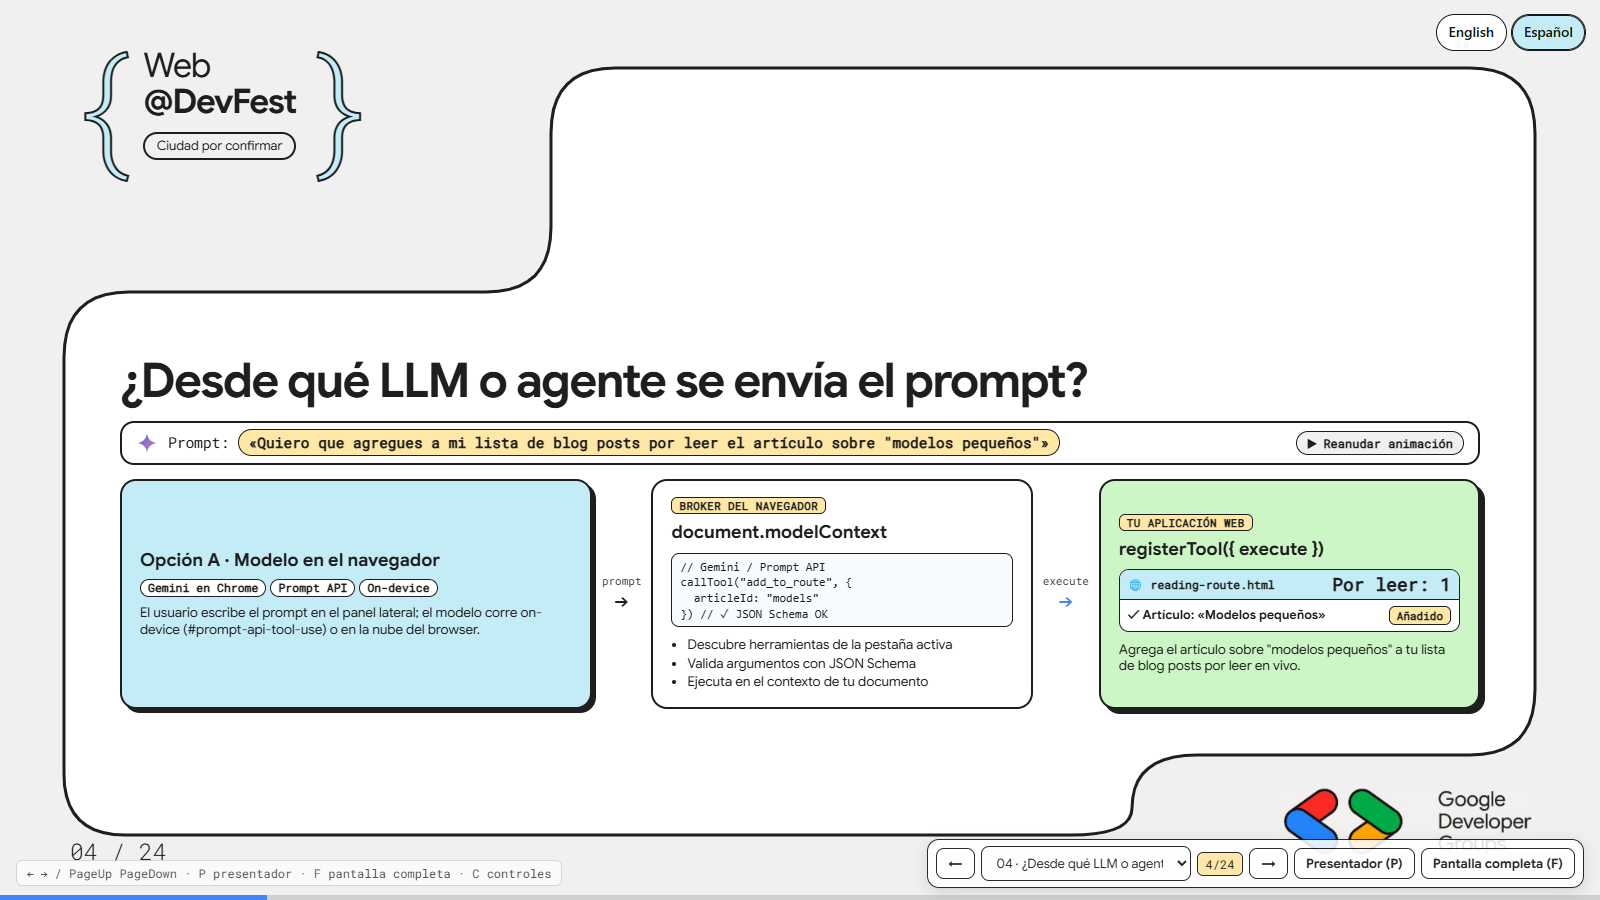 English
Español
Web
@DevFest
Ciudad por confirmar
¿Desde qué LLM o agente se envía el prompt?
Prompt: «Quiero que agregues a mi lista de blog posts por leer el artículo sobre "modelos pequeños"»
▶ Reanudar animación
Opción A · Modelo en el navegador
Gemini en Chrome
Prompt API
On-device
El usuario escribe el prompt en el panel lateral; el modelo corre on-
device (#prompt-api-tool-use) o en la nube del browser.
prompt
→
BROKER DEL NAVEGADOR
document.modelContext
// Gemini / Prompt API
callTool("add_to_route", {
articleId: "models"
}) // ✓ JSON Schema OK
• Descubre herramientas de la pestaña activa
• Valida argumentos con JSON Schema
• Ejecuta en el contexto de tu documento
execute
→
TU APLICACIÓN WEB
registerTool({ execute })
reading-route.html
Por leer: 1
✓ Artículo: «Modelos pequeños»
Añadido
Agrega el artículo sobre "modelos pequeños" a tu lista
de blog posts por leer en vivo.
Google
Developer
Groups
04 / 24
← → / PageUp PageDown · P presentador · F pantalla completa · C controles
←
04 · ¿Desde qué LLM o agent
4/24
→
Presentador (P)
Pantalla completa (F)